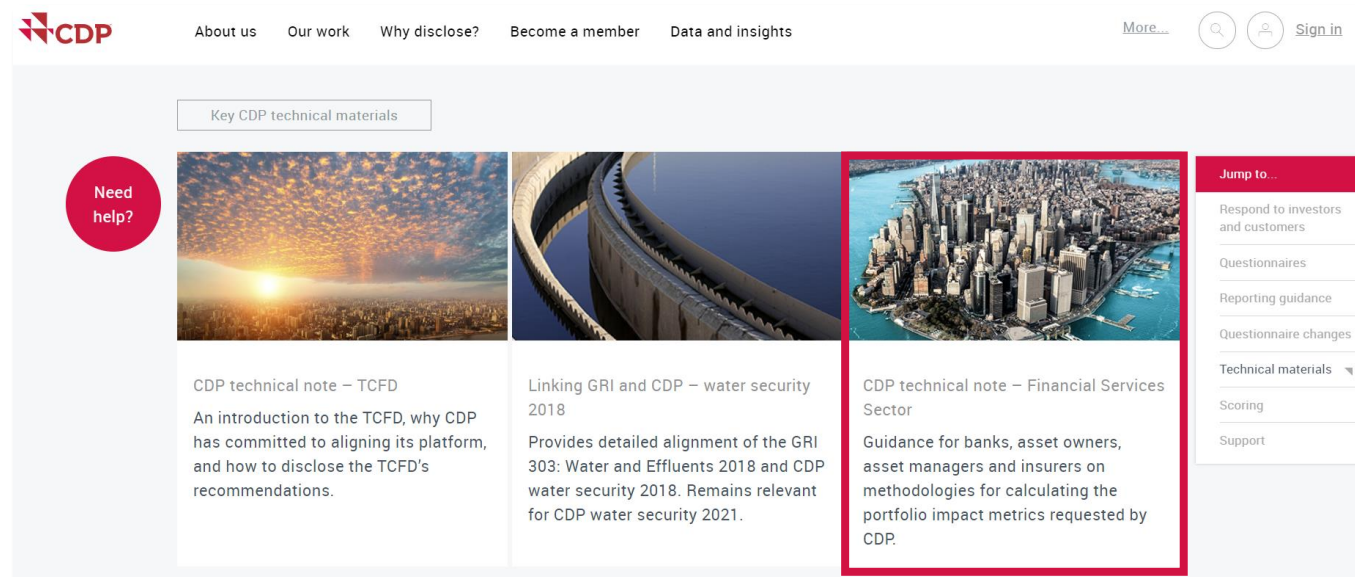 CDP
About us Our work Why disclose? Become a member Data and insights
More... Sign in
Key CDP technical materials
Need
help?
CDP technical note – TCFD
An introduction to the TCFD, why CDP
has committed to aligning its platform,
and how to disclose the TCFD’s
recommendations.
Linking GRI and CDP – water security
2018
Provides detailed alignment of the GRI
303: Water and Effluents 2018 and CDP
water security 2018. Remains relevant
for CDP water security 2021.
CDP technical note – Financial Services
Sector
Guidance for banks, asset owners,
asset managers and insurers on
methodologies for calculating the
portfolio impact metrics requested by
CDP.
Jump to...
Respond to investors
and customers
Questionnaires
Reporting guidance
Questionnaire changes
Technical materials
Scoring
Support